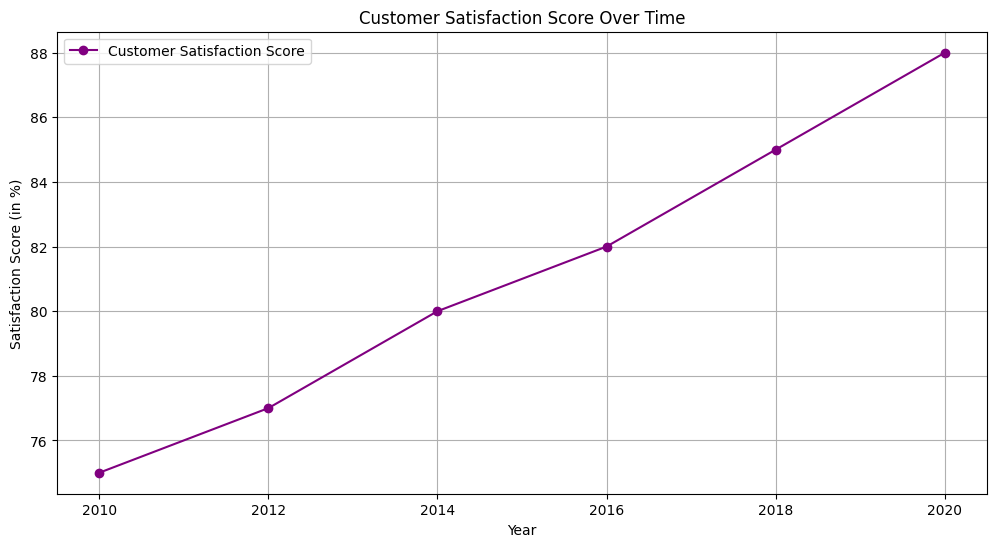 Customer Satisfaction Score Over Time
Customer Satisfaction Score
Satisfaction Score (in %)
88
86
84
82
80
78
76
2010 2012 2014 2016 2018 2020
Year